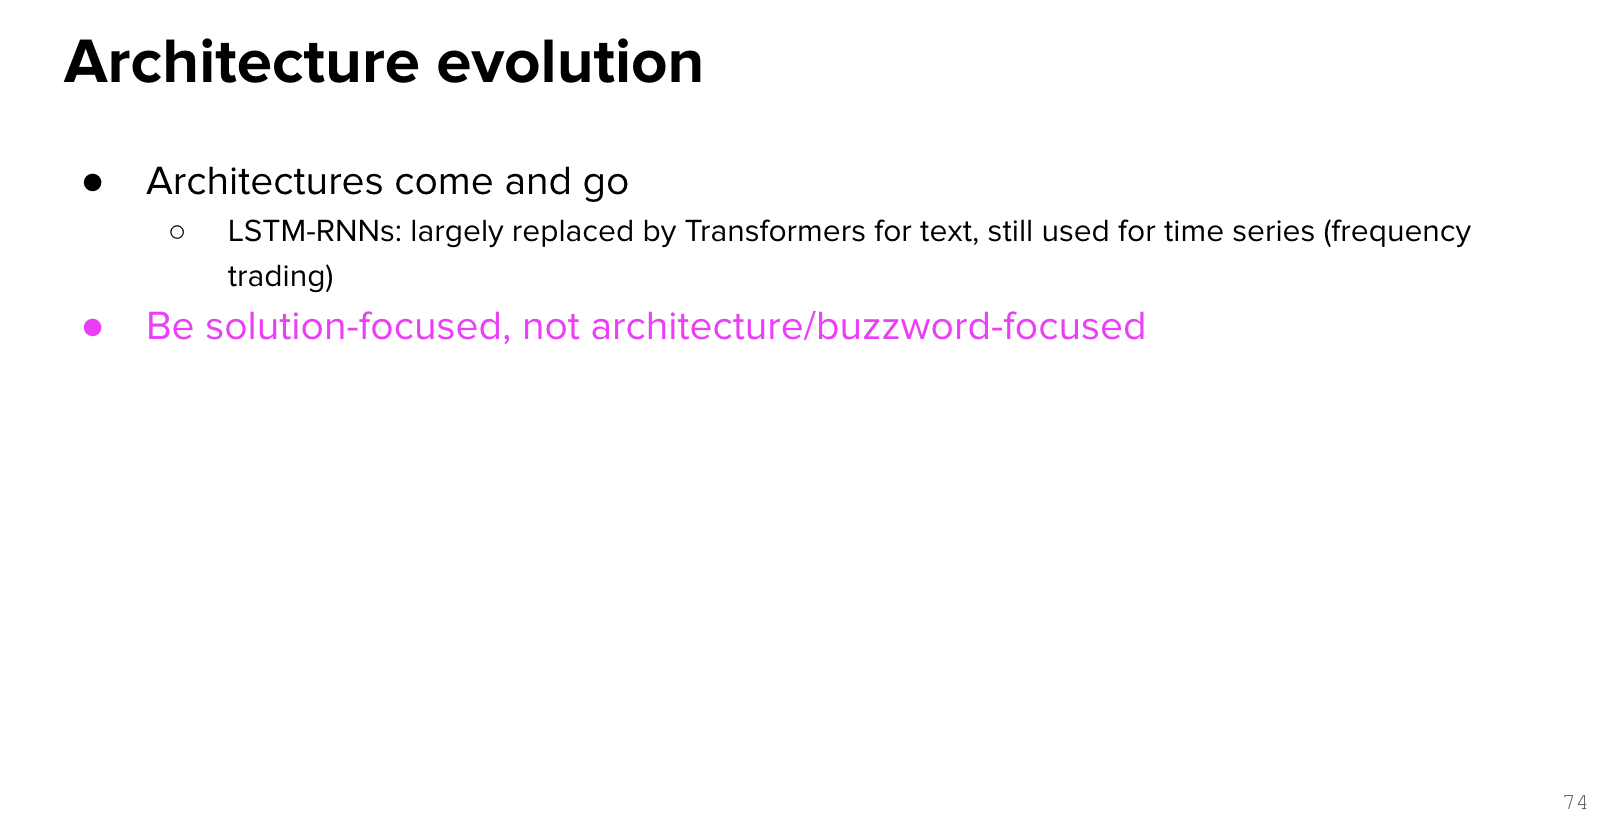 Architecture evolution
● Architectures come and go
○ LSTM-RNNs: largely replaced by Transformers for text, still used for time series (frequency
trading)
● Be solution-focused, not architecture/buzzword-focused
74